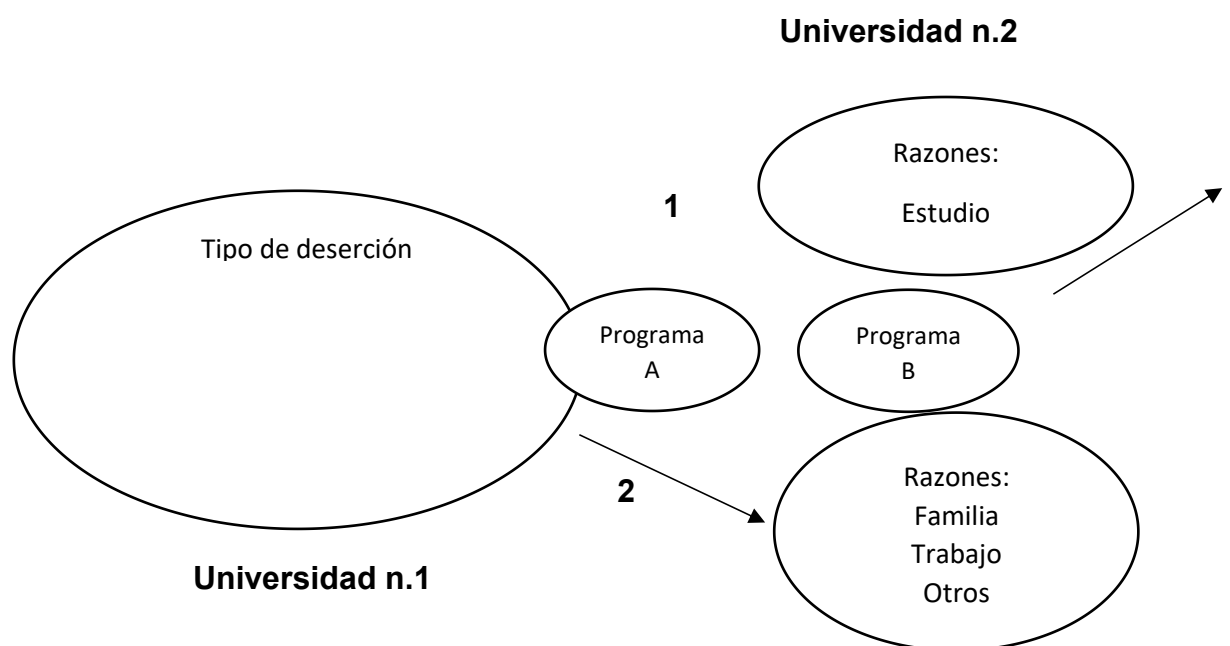 Universidad n.2
Razones:
Estudio
1
Tipo de deserción
Programa
A
Programa
B
2
Razones:
Familia
Trabajo
Otros
Universidad n.1